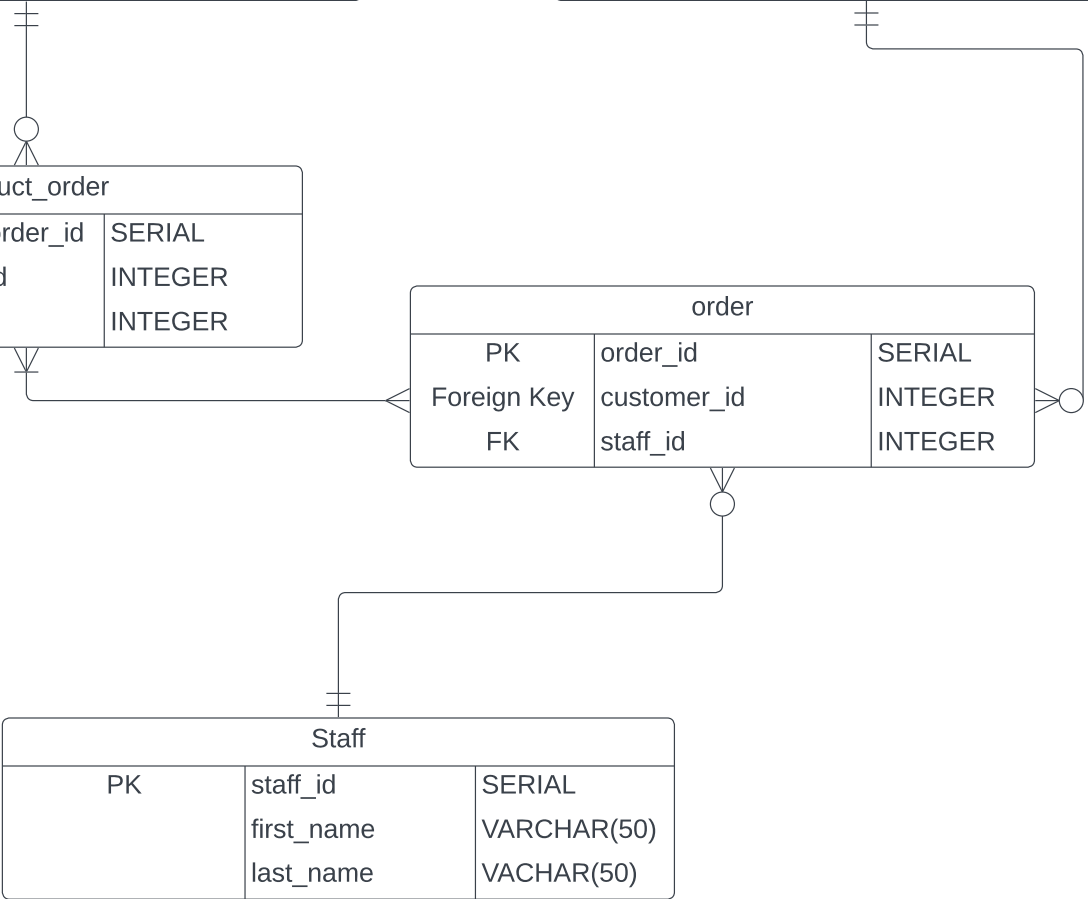 uct_order
order_id SERIAL
d INTEGER
INTEGER
order
PK order_id SERIAL
Foreign Key customer_id INTEGER
FK staff_id INTEGER
Staff
PK staff_id SERIAL
first_name VARCHAR(50)
last_name VACHAR(50)